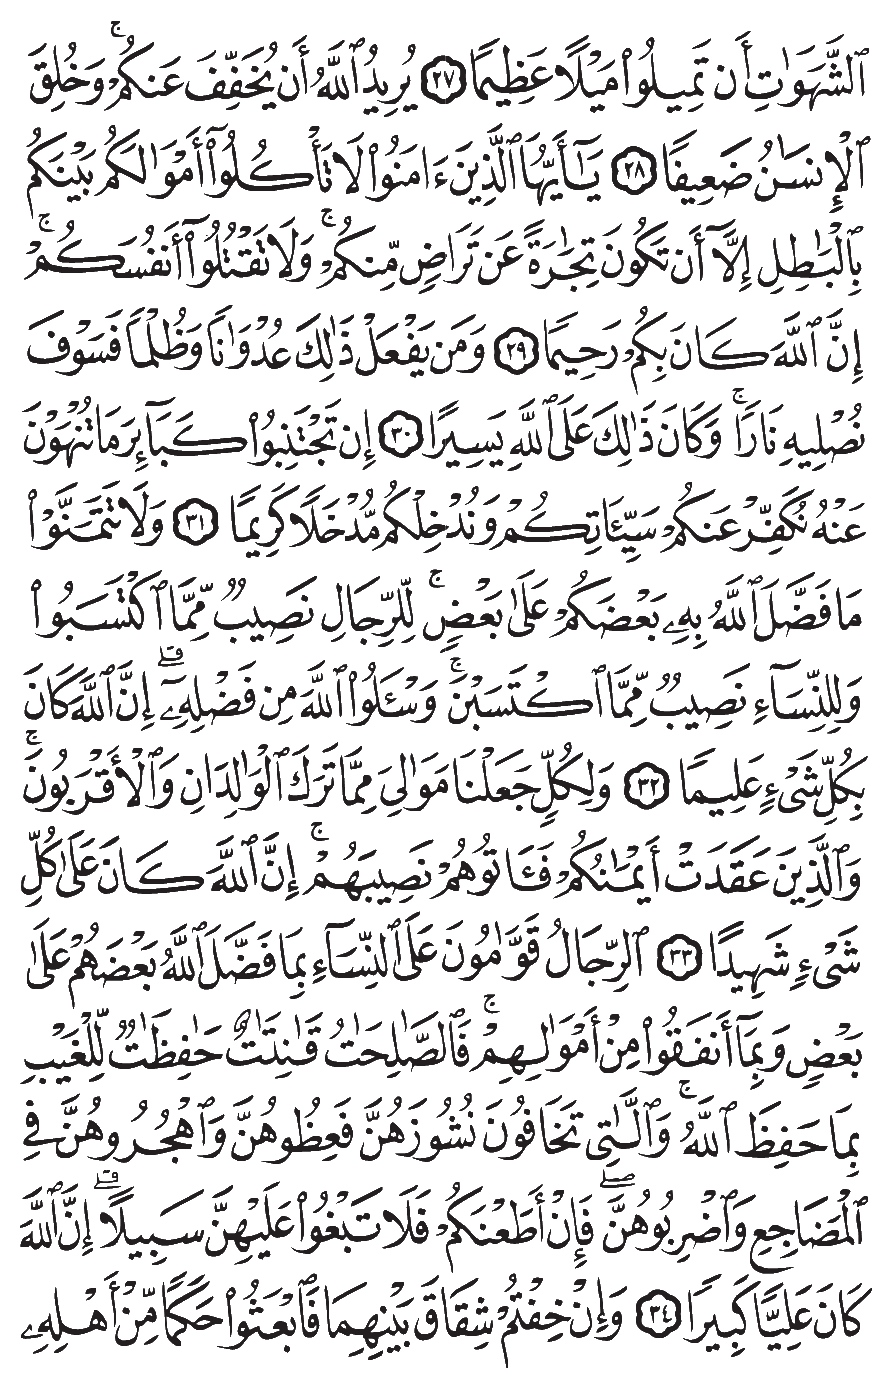 ٱلشَّهَوَٰتِ أَن تَمِيلُوا۟ مَيْلًا عَظِيمًا ٢٧ يُرِيدُ ٱللَّهُ أَن يُخَفِّفَ عَنكُمْ ۚ وَخُلِقَ
ٱلْإِنسَٰنُ ضَعِيفًا ٢٨ يَٰٓأَيُّهَا ٱلَّذِينَ ءَامَنُوا۟ لَا تَأْكُلُوٓا۟ أَمْوَٰلَكُم بَيْنَكُم
بِٱلْبَٰطِلِ إِلَّآ أَن تَكُونَ تِجَٰرَةً عَن تَرَاضٍ مِّنكُمْ ۚ وَلَا تَقْتُلُوٓا۟ أَنفُسَكُمْ ۚ
إِنَّ ٱللَّهَ كَانَ بِكُمْ رَحِيمًا ٢٩ وَمَن يَفْعَلْ ذَٰلِكَ عُدْوَٰنًا وَظُلْمًا فَسَوْفَ
نُصْلِيهِ نَارًا ۚ وَكَانَ ذَٰلِكَ عَلَى ٱللَّهِ يَسِيرًا ٣٠ إِن تَجْتَنِبُوا۟ كَبَآئِرَ مَا تُنْهَوْنَ
عَنْهُ نُكَفِّرْ عَنكُمْ سَيِّـَٔاتِكُمْ وَنُدْخِلْكُم مُّدْخَلًا كَرِيمًا ٣١ وَلَا تَتَمَنَّوْا۟
مَا فَضَّلَ ٱللَّهُ بِهِۦ بَعْضَكُمْ عَلَىٰ بَعْضٍ ۚ لِّلرِّجَالِ نَصِيبٌ مِّمَّا ٱكْتَسَبُوا۟
وَلِلنِّسَآءِ نَصِيبٌ مِّمَّا ٱكْتَسَبْنَ ۚ وَسْـَٔلُوا۟ ٱللَّهَ مِن فَضْلِهِۦٓ ۗ إِنَّ ٱللَّهَ كَانَ
بِكُلِّ شَىْءٍ عَلِيمًا ٣٢ وَلِكُلٍّ جَعَلْنَا مَوَٰلِىَ مِمَّا تَرَكَ ٱلْوَٰلِدَانِ وَٱلْأَقْرَبُونَ ۚ
وَٱلَّذِينَ عَقَدَتْ أَيْمَٰنُكُمْ فَـَٔاتُوهُمْ نَصِيبَهُمْ ۚ إِنَّ ٱللَّهَ كَانَ عَلَىٰ كُلِّ
شَىْءٍ شَهِيدًا ٣٣ ٱلرِّجَالُ قَوَّٰمُونَ عَلَى ٱلنِّسَآءِ بِمَا فَضَّلَ ٱللَّهُ بَعْضَهُمْ عَلَىٰ
بَعْضٍ وَبِمَآ أَنفَقُوا۟ مِنْ أَمْوَٰلِهِمْ ۚ فَٱلصَّٰلِحَٰتُ قَٰنِتَٰتٌ حَٰفِظَٰتٌ لِّلْغَيْبِ
بِمَا حَفِظَ ٱللَّهُ ۚ وَٱلَّٰتِى تَخَافُونَ نُشُوزَهُنَّ فَعِظُوهُنَّ وَٱهْجُرُوهُنَّ فِى
ٱلْمَضَاجِعِ وَٱضْرِبُوهُنَّ ۖ فَإِنْ أَطَعْنَكُمْ فَلَا تَبْغُوا۟ عَلَيْهِنَّ سَبِيلًا ۗ إِنَّ ٱللَّهَ
كَانَ عَلِيًّا كَبِيرًا ٣٤ وَإِنْ خِفْتُمْ شِقَاقَ بَيْنِهِمَا فَٱبْعَثُوا۟ حَكَمًا مِّنْ أَهْلِهِۦ